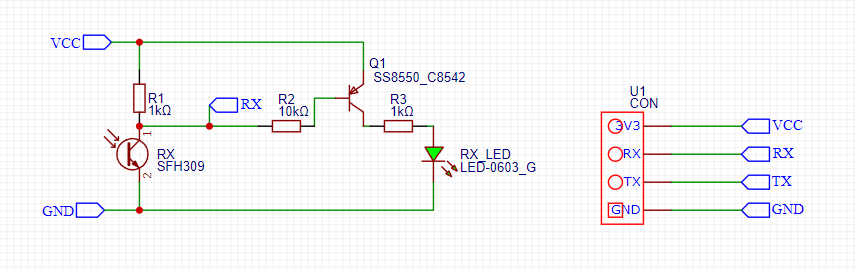 VCC
Q1
SS8550_C8542
R1
1kΩ
RX
R2
10kΩ
R3
1kΩ
1
RX
SFH309
2
RX_LED
LED-0603_G
GND
U1
CON
3V3
VCC
RX
RX
TX
TX
GND
GND